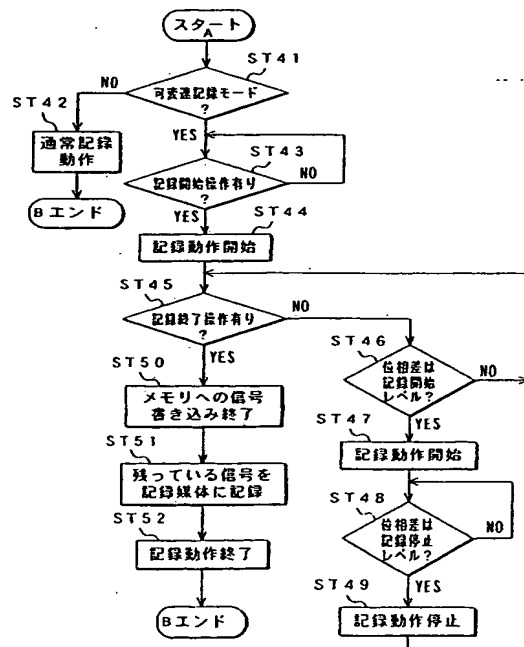 スタート
A
ST41
可変速記録モード
?
NO
YES
ST42
通常記録
動作
Bエンド
ST43
記録開始操作有り
?
NO
YES
ST44
記録動作開始
ST45
記録終了操作有り
?
NO
YES
ST46
位相差は
記録開始
レベル?
NO
YES
ST47
記録動作開始
ST48
位相差は
記録停止
レベル?
NO
YES
ST49
記録動作停止
ST50
メモリへの信号
書き込み終了
ST51
残っている信号を
記録媒体に記録
ST52
記録動作終了
Bエンド